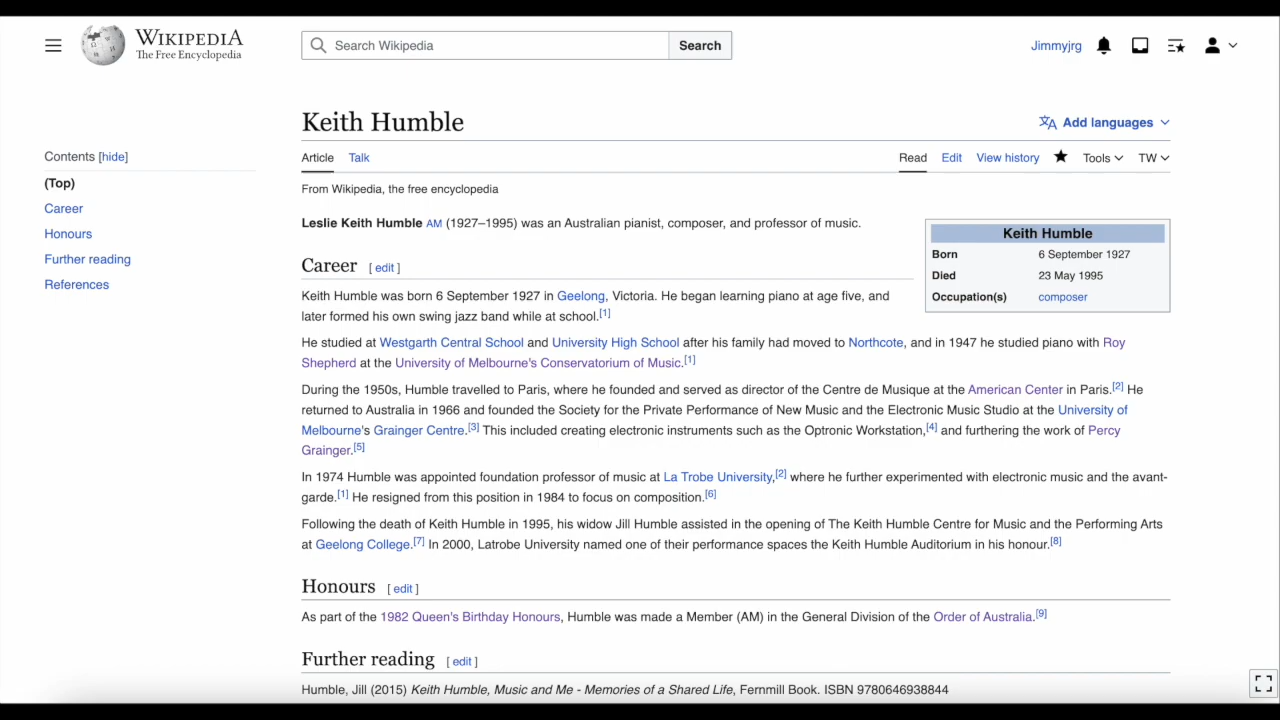 WIKIPEDIA
The Free Encyclopedia
Search Wikipedia
Search
Jimmyjrg
Keith Humble
Add languages
Contents [hide]
(Top)
Career
Honours
Further reading
References
Article Talk
Read Edit View history Tools TW
From Wikipedia, the free encyclopedia
Leslie Keith Humble AM (1927–1995) was an Australian pianist, composer, and professor of music.
Keith Humble
Born 6 September 1927
Died 23 May 1995
Occupation(s) composer
Career [ edit ]
Keith Humble was born 6 September 1927 in Geelong, Victoria. He began learning piano at age five, and
later formed his own swing jazz band while at school.[1]
He studied at Westgarth Central School and University High School after his family had moved to Northcote, and in 1947 he studied piano with Roy
Shepherd at the University of Melbourne's Conservatorium of Music.[1]
During the 1950s, Humble travelled to Paris, where he founded and served as director of the Centre de Musique at the American Center in Paris.[2] He
returned to Australia in 1966 and founded the Society for the Private Performance of New Music and the Electronic Music Studio at the University of
Melbourne's Grainger Centre.[3] This included creating electronic instruments such as the Optronic Workstation,[4] and furthering the work of Percy
Grainger.[5]
In 1974 Humble was appointed foundation professor of music at La Trobe University,[2] where he further experimented with electronic music and the avant-
garde.[1] He resigned from this position in 1984 to focus on composition.[6]
Following the death of Keith Humble in 1995, his widow Jill Humble assisted in the opening of The Keith Humble Centre for Music and the Performing Arts
at Geelong College.[7] In 2000, Latrobe University named one of their performance spaces the Keith Humble Auditorium in his honour.[8]
Honours [ edit ]
As part of the 1982 Queen's Birthday Honours, Humble was made a Member (AM) in the General Division of the Order of Australia.[9]
Further reading [ edit ]
Humble, Jill (2015) Keith Humble, Music and Me - Memories of a Shared Life, Fernmill Book. ISBN 9780646938844